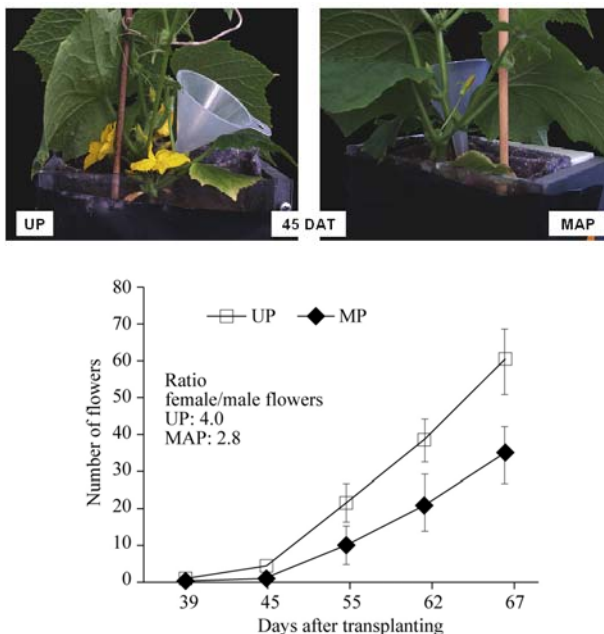 UP
45 DAT
MAP
80
70
60
50
40
30
20
10
0
Number of flowers
UP
MP
Ratio
female/male flowers
UP: 4.0
MAP: 2.8
39 45 55 62 67
Days after transplanting